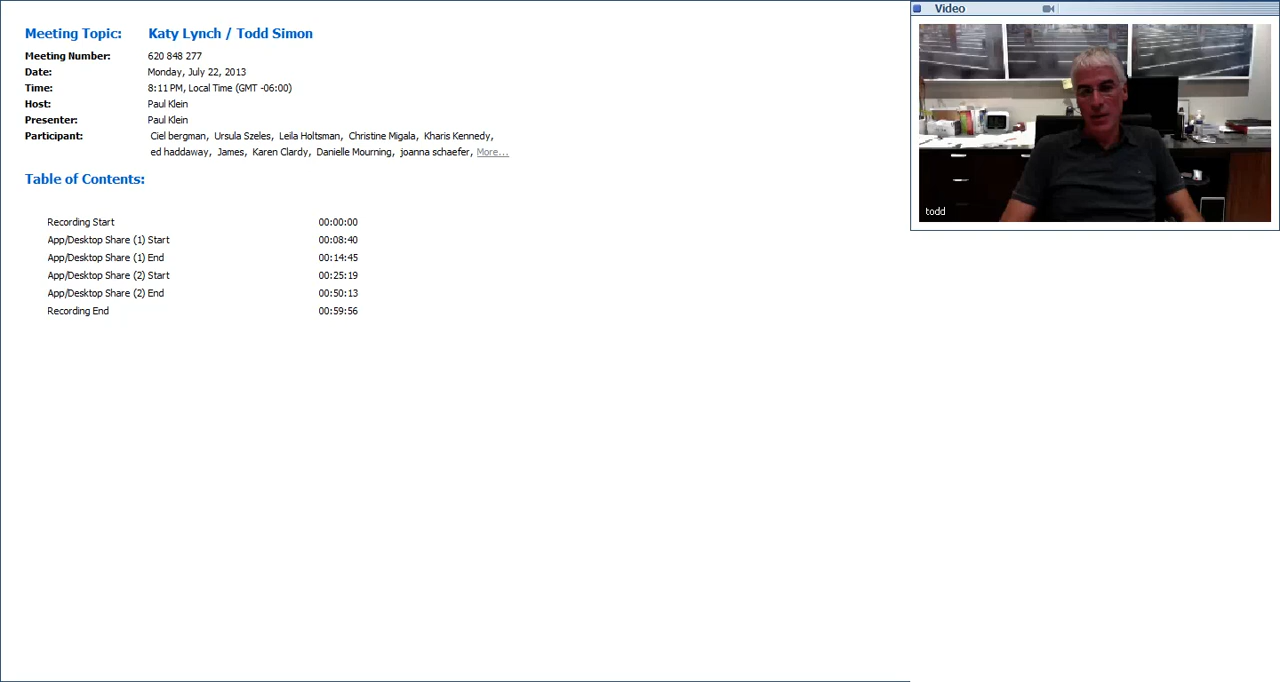 Meeting Topic: Katy Lynch / Todd Simon
Meeting Number: 620 848 277
Date: Monday, July 22, 2013
Time: 8:11 PM, Local Time (GMT -06:00)
Host: Paul Klein
Presenter: Paul Klein
Participant: Ciel bergman, Ursula Szeles, Leila Holtsman, Christine Migala, Kharis Kennedy,
ed haddaway, James, Karen Clardy, Danielle Mourning, joanna schaefer, More...
Table of Contents:
Recording Start 00:00:00
App/Desktop Share (1) Start 00:08:40
App/Desktop Share (1) End 00:14:45
App/Desktop Share (2) Start 00:25:19
App/Desktop Share (2) End 00:50:13
Recording End 00:59:56
Video
todd